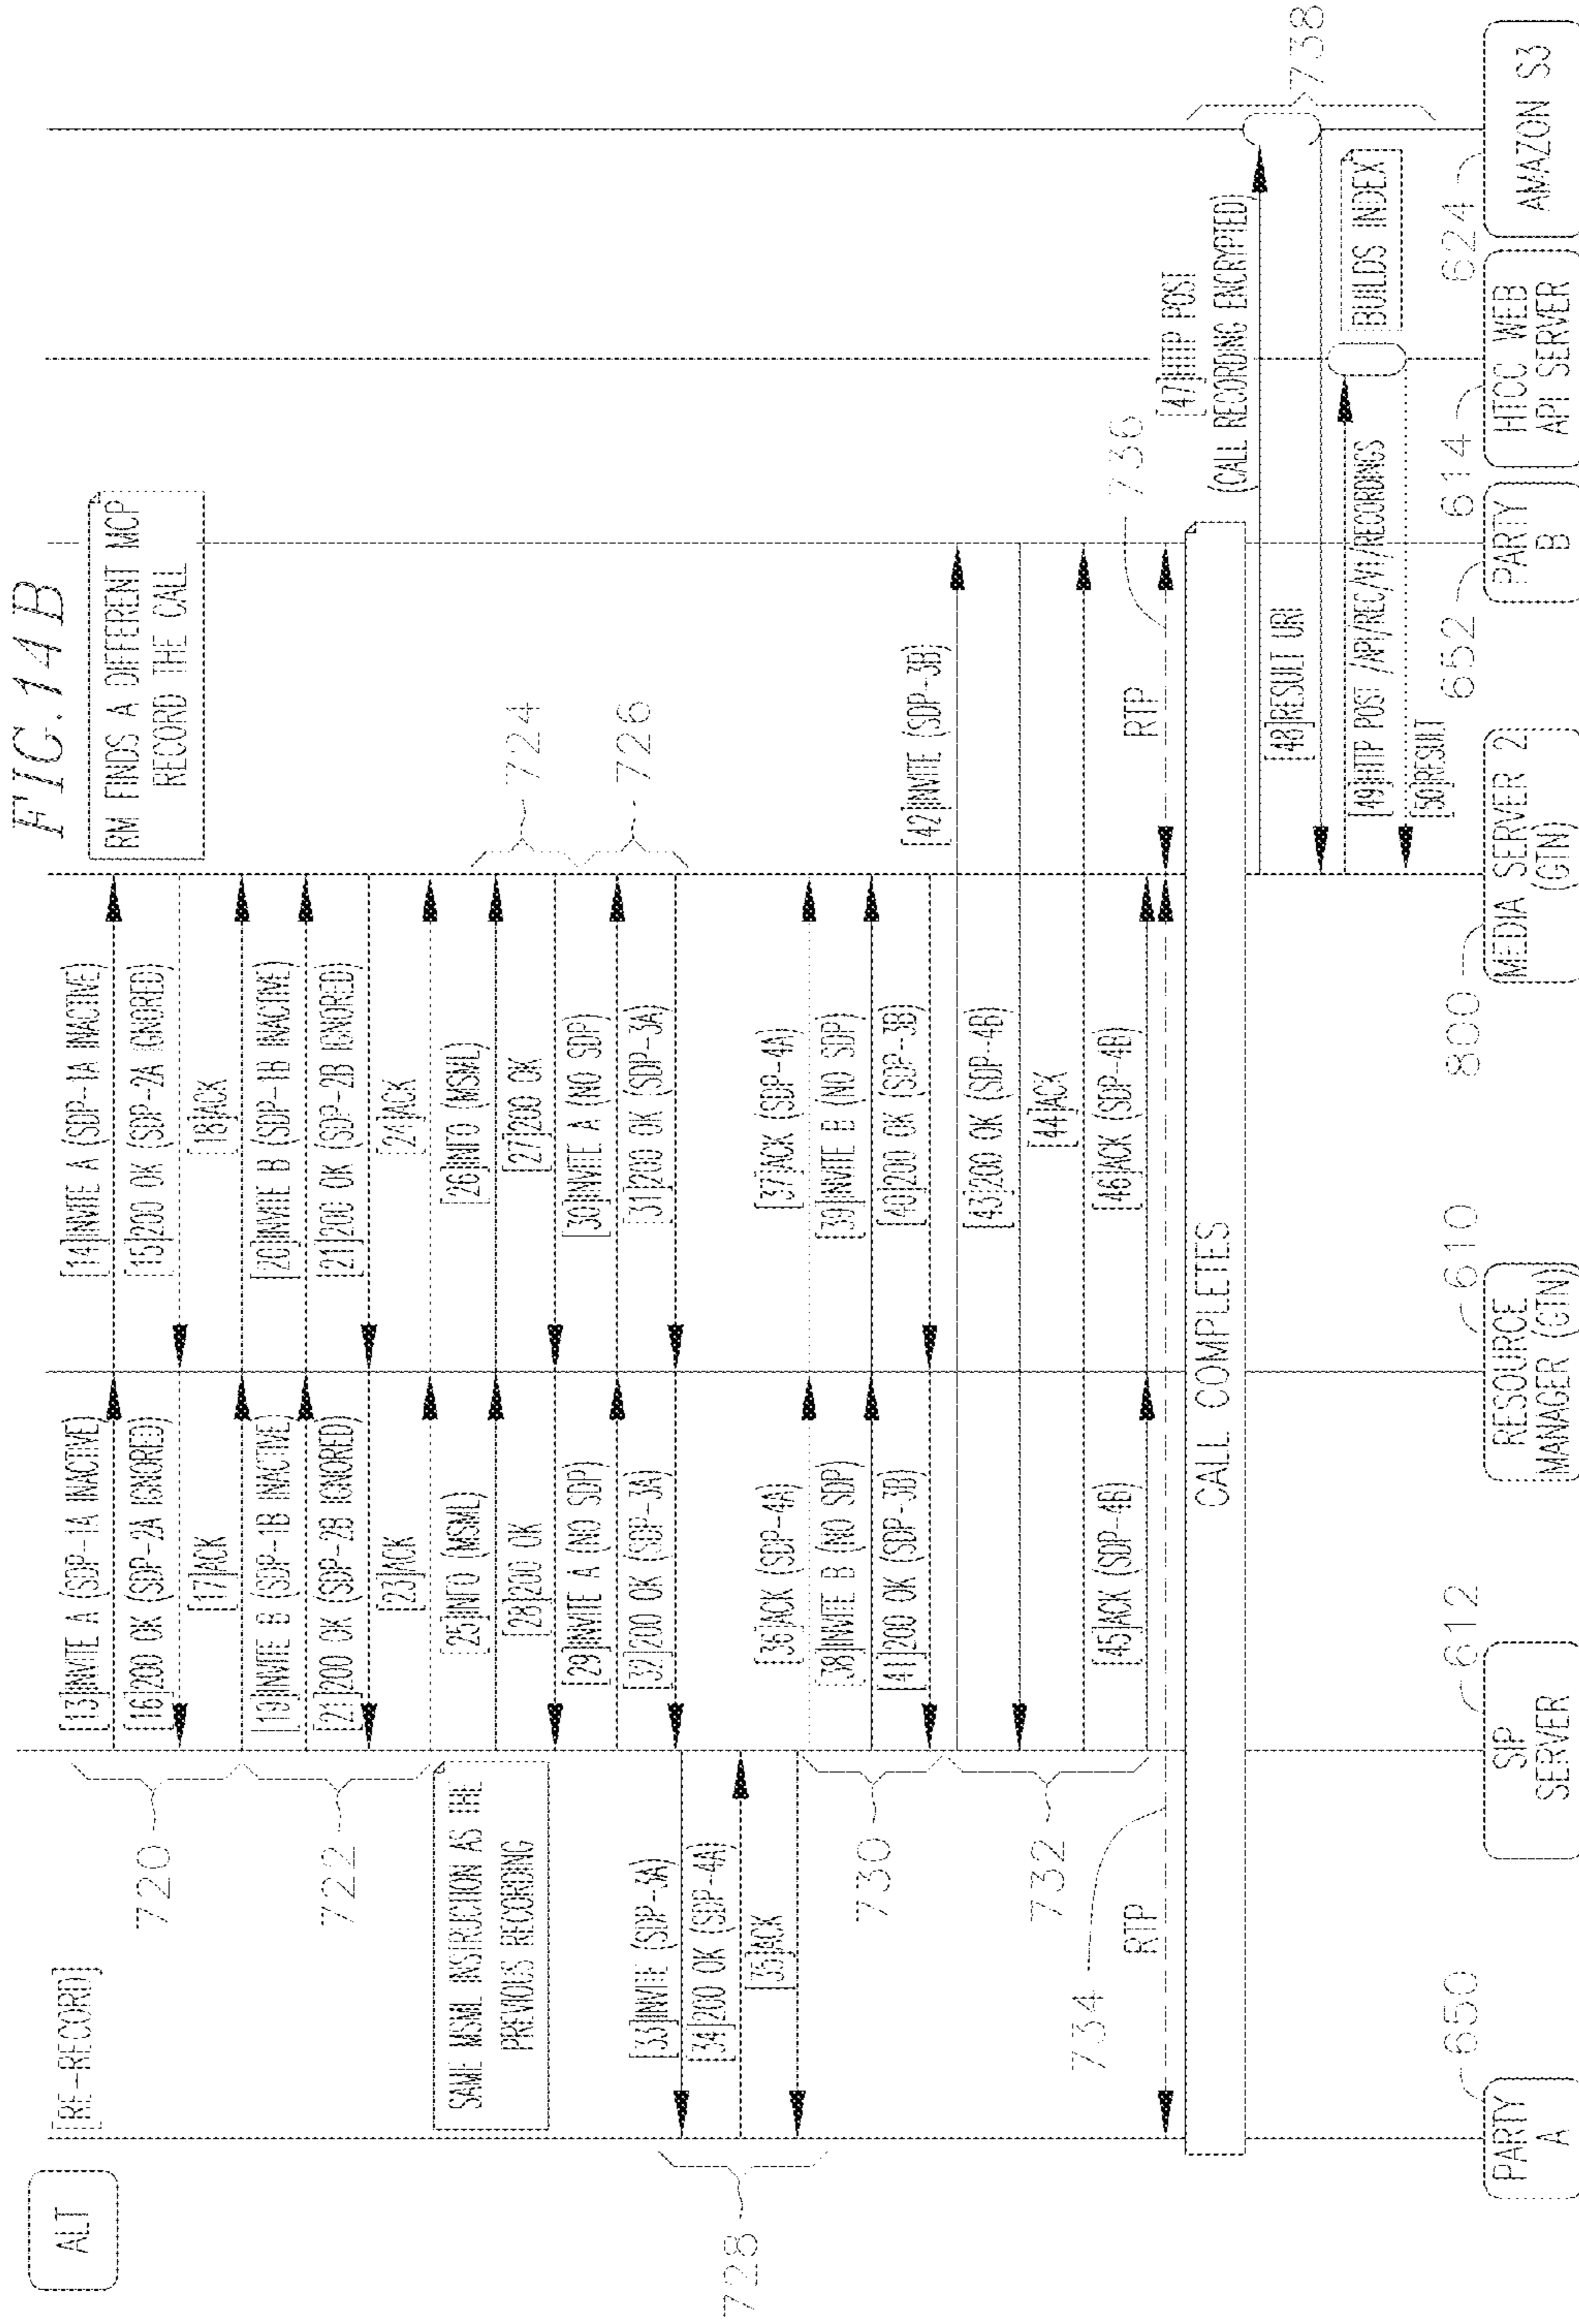 FIG. 14B
ALT
[RE-RECORD]
RM FINDS A DIFFERENT MCP
RECORD THE CALL
720
[13]INVITE A (SDP-1A INACTIVE)
[14]INVITE A (SDP-1A INACTIVE)
[16]200 OK (SDP-2A IGNORED)
[15]200 OK (SDP-2A IGNORED)
[17]ACK
[18]ACK
722
[19]INVITE B (SDP-1B INACTIVE)
[20]INVITE B (SDP-1B INACTIVE)
[21]200 OK (SDP-2B IGNORED)
[21]200 OK (SDP-2B IGNORED)
[23]ACK
[24]ACK
SAME MSML INSTRUCTION AS THE
PREVIOUS RECORDING
[25]INFO (MSML)
[26]INFO (MSML)
724
[28]200 OK
[27]200 OK
[29]INVITE A (NO SDP)
[30]INVITE A (NO SDP)
726
[32]200 OK (SDP-3A)
[31]200 OK (SDP-3A)
728
[33]INVITE (SDP-3A)
[34]200 OK (SDP-4A)
[35]ACK
[36]ACK (SDP-4A)
[37]ACK (SDP-4A)
730
[38]INVITE B (NO SDP)
[39]INVITE B (NO SDP)
[41]200 OK (SDP-3B)
[40]200 OK (SDP-3B)
[42]INVITE (SDP-3B)
732
[43]200 OK (SDP-4B)
[44]ACK
[45]ACK (SDP-4B)
[46]ACK (SDP-4B)
734
RTP
RTP
736
CALL COMPLETES
[47]HTTP POST
(CALL RECORDING ENCRYPTED)
738
[48]RESULT URI
[49]HTTP POST /API/REC/V1/RECORDINGS
BUILDS INDEX
[50]RESULT
650
612
610
800
652
614
624
PARTY
A
SIP
SERVER
RESOURCE
MANAGER (GTN)
MEDIA SERVER 2
(GTN)
PARTY
B
HTCC WEB
API SERVER
AMAZON S3